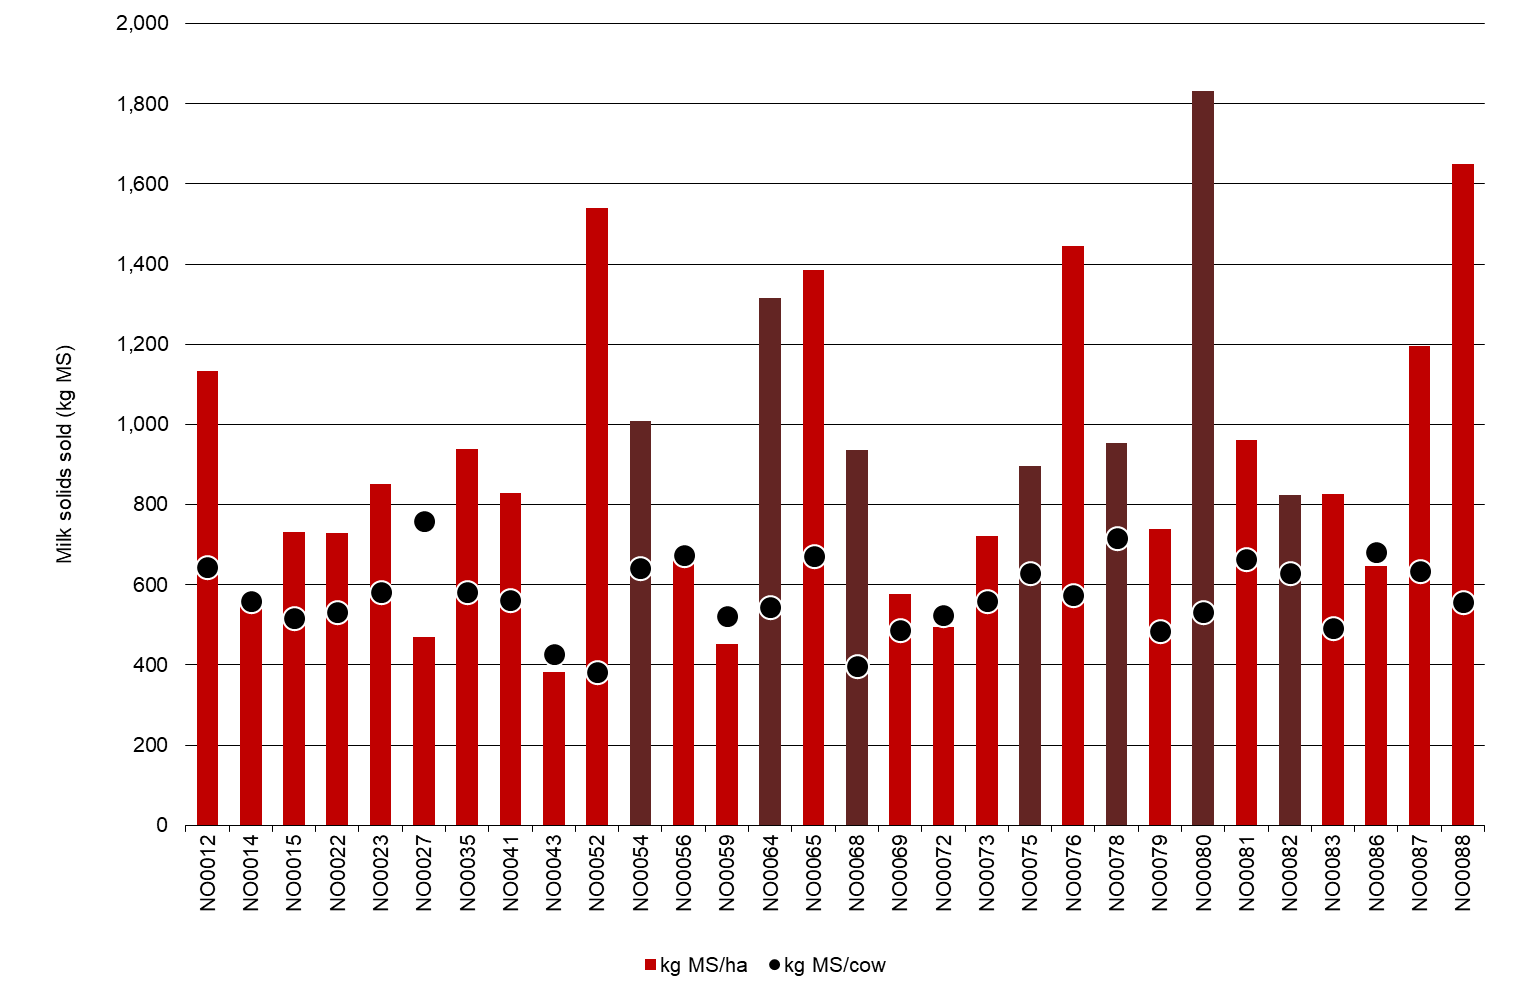 2,000
1,800
1,600
1,400
1,200
1,000
800
600
400
200
0
Milk solids sold (kg MS)
NO0012
NO0014
NO0015
NO0022
NO0023
NO0027
NO0035
NO0041
NO0043
NO0052
NO0054
NO0056
NO0059
NO0064
NO0065
NO0068
NO0069
NO0072
NO0073
NO0075
NO0076
NO0078
NO0079
NO0080
NO0081
NO0082
NO0083
NO0086
NO0087
NO0088
kg MS/ha kg MS/cow